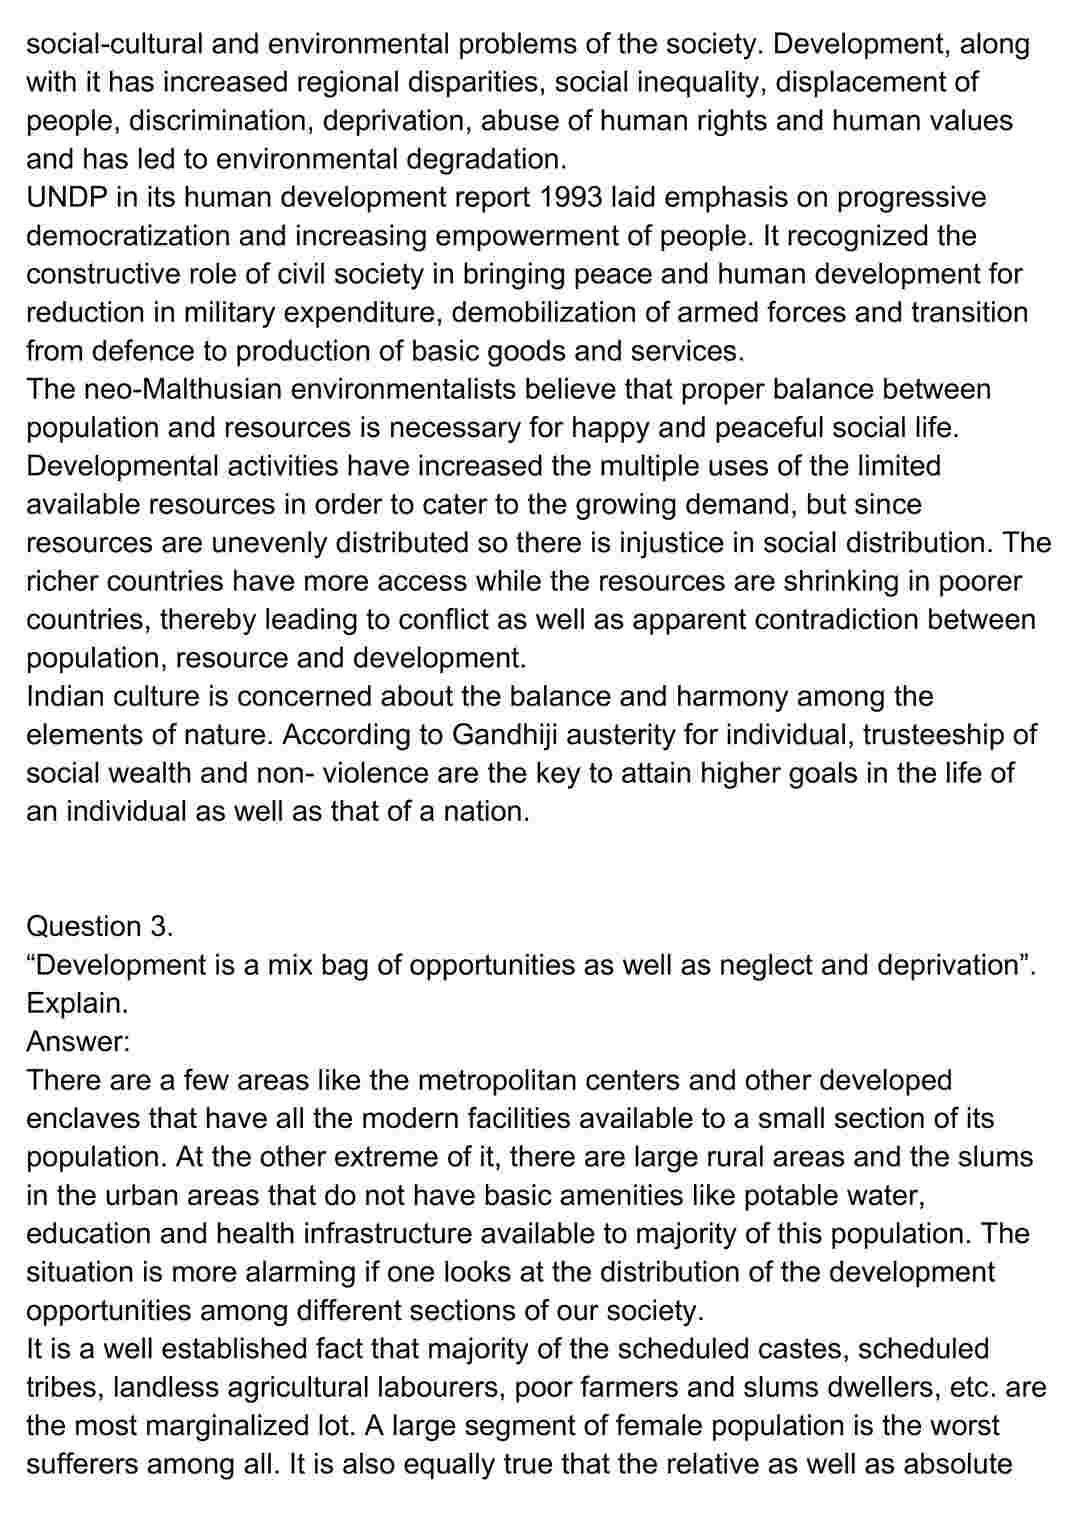 social-cultural and environmental problems of the society. Development, along
with it has increased regional disparities, social inequality, displacement of
people, discrimination, deprivation, abuse of human rights and human values
and has led to environmental degradation.
UNDP in its human development report 1993 laid emphasis on progressive
democratization and increasing empowerment of people. It recognized the
constructive role of civil society in bringing peace and human development for
reduction in military expenditure, demobilization of armed forces and transition
from defence to production of basic goods and services.
The neo-Malthusian environmentalists believe that proper balance between
population and resources is necessary for happy and peaceful social life.
Developmental activities have increased the multiple uses of the limited
available resources in order to cater to the growing demand, but since
resources are unevenly distributed so there is injustice in social distribution. The
richer countries have more access while the resources are shrinking in poorer
countries, thereby leading to conflict as well as apparent contradiction between
population, resource and development.
Indian culture is concerned about the balance and harmony among the
elements of nature. According to Gandhiji austerity for individual, trusteeship of
social wealth and non- violence are the key to attain higher goals in the life of
an individual as well as that of a nation.
Question 3.
“Development is a mix bag of opportunities as well as neglect and deprivation”.
Explain.
Answer:
There are a few areas like the metropolitan centers and other developed
enclaves that have all the modern facilities available to a small section of its
population. At the other extreme of it, there are large rural areas and the slums
in the urban areas that do not have basic amenities like potable water,
education and health infrastructure available to majority of this population. The
situation is more alarming if one looks at the distribution of the development
opportunities among different sections of our society.
It is a well established fact that majority of the scheduled castes, scheduled
tribes, landless agricultural labourers, poor farmers and slums dwellers, etc. are
the most marginalized lot. A large segment of female population is the worst
sufferers among all. It is also equally true that the relative as well as absolute